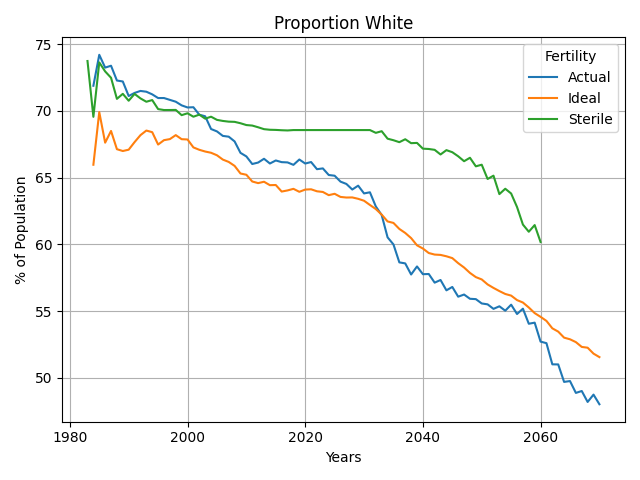 Proportion White
% of Population
75
70
65
60
55
50
Fertility
Actual
Ideal
Sterile
1980
2000
2020
2040
2060
Years